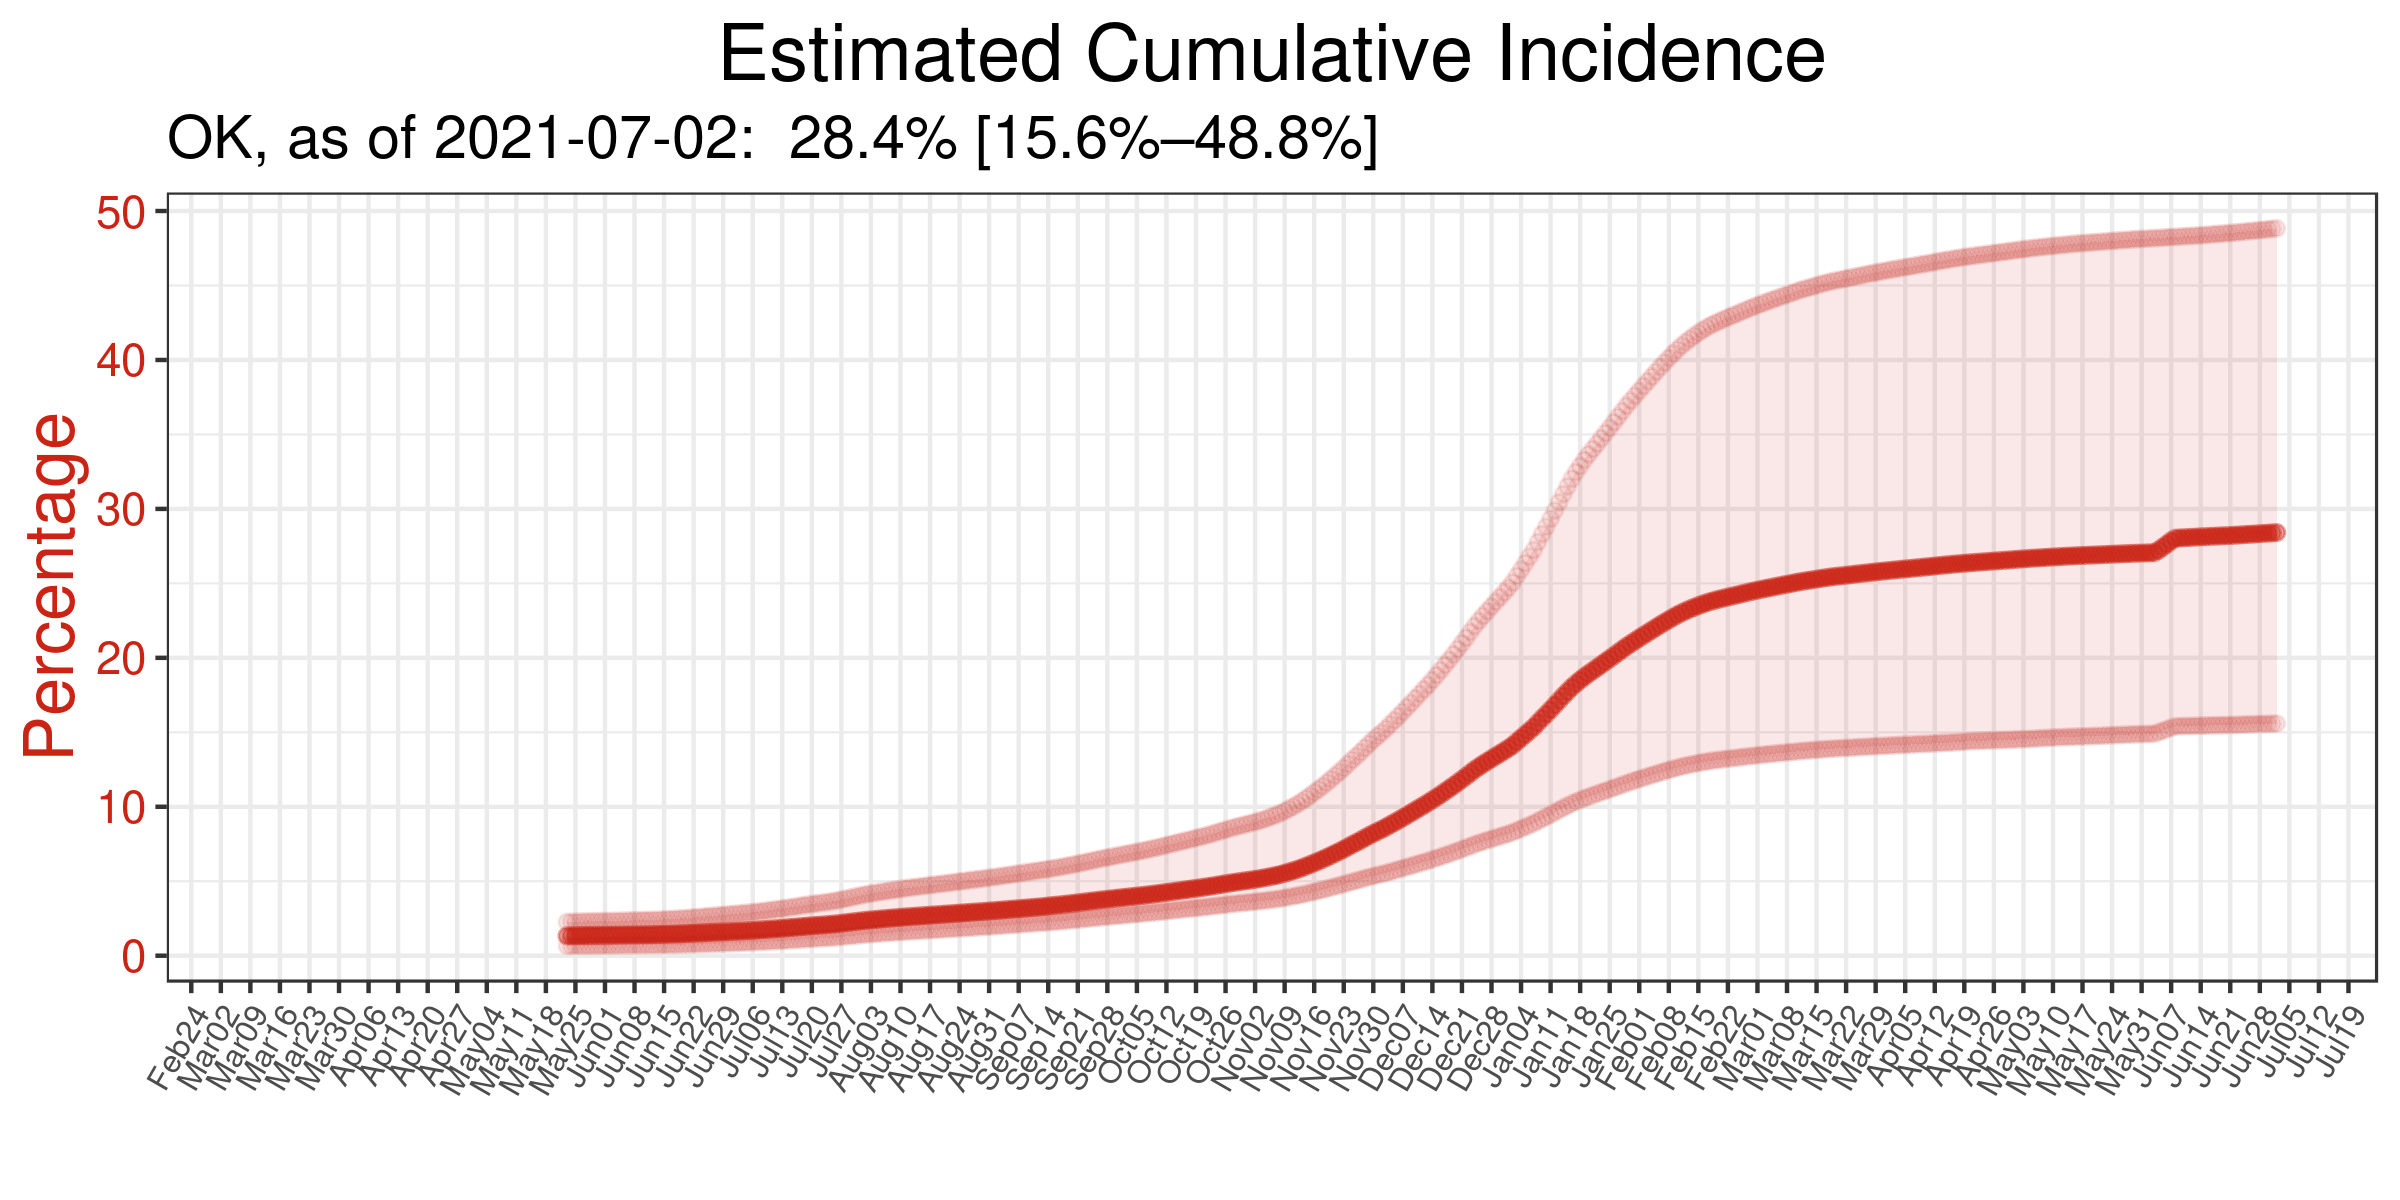 Estimated Cumulative Incidence
OK, as of 2021-07-02:  28.4% [15.6%–48.8%]
Percentage
50
40
30
20
10
0
Feb24
Mar02
Mar09
Mar16
Mar23
Mar30
Apr06
Apr13
Apr20
Apr27
May04
May11
May18
May25
Jun01
Jun08
Jun15
Jun22
Jun29
Jul06
Jul13
Jul20
Jul27
Aug03
Aug10
Aug17
Aug24
Aug31
Sep07
Sep14
Sep21
Sep28
Oct05
Oct12
Oct19
Oct26
Nov02
Nov09
Nov16
Nov23
Nov30
Dec07
Dec14
Dec21
Dec28
Jan04
Jan11
Jan18
Jan25
Feb01
Feb08
Feb15
Feb22
Mar01
Mar08
Mar15
Mar22
Mar29
Apr05
Apr12
Apr19
Apr26
May03
May10
May17
May24
May31
Jun07
Jun14
Jun21
Jun28
Jul05
Jul12
Jul19